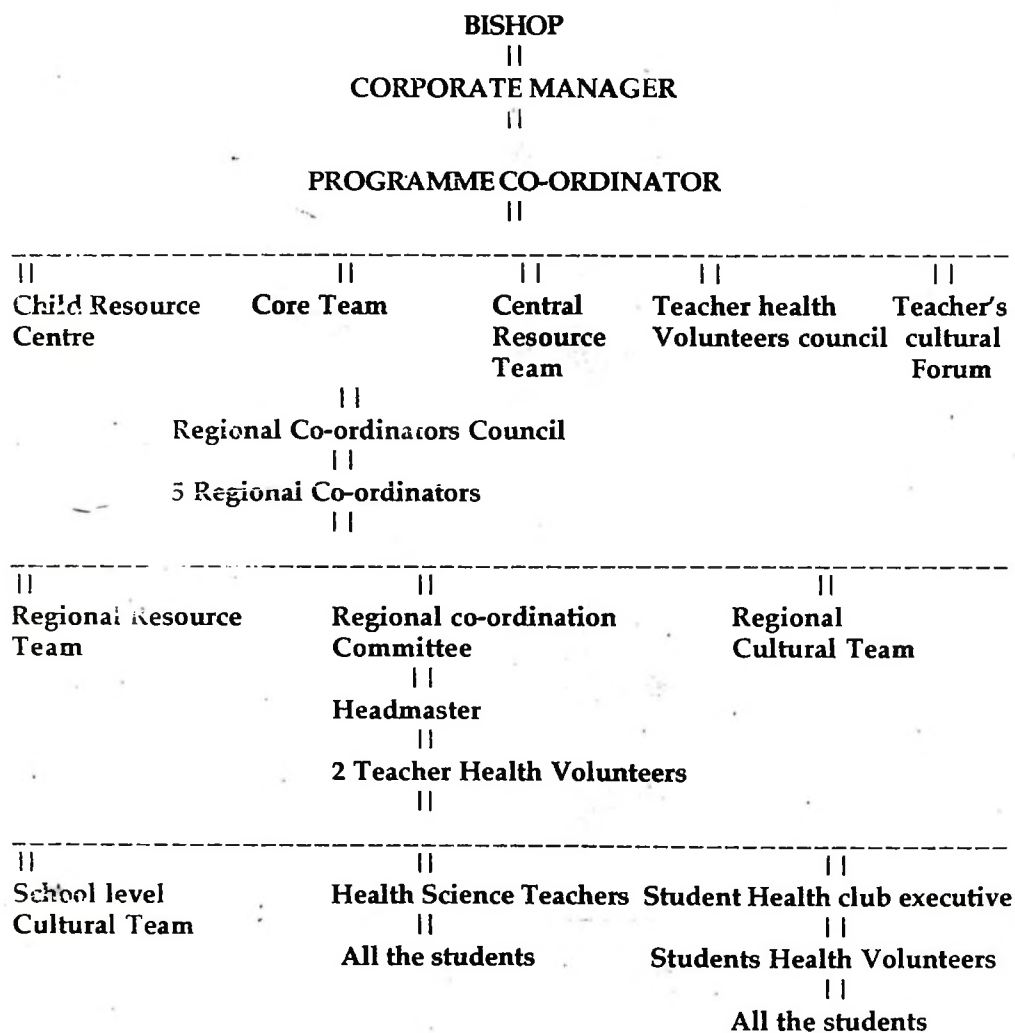 BISHOP
||
CORPORATE MANAGER
||
PROGRAMME CO-ORDINATOR
||
|| || || || ||
Child Resource Core Team Central Teacher health Teacher's
Centre Resource Volunteers council cultural
Team Forum
||
Regional Co-ordinators Council
||
5 Regional Co-ordinators
||
|| || ||
Regional Resource Regional co-ordination Regional
Team Committee Cultural Team
||
Headmaster
||
2 Teacher Health Volunteers
||
|| || ||
School level Health Science Teachers Student Health club executive
Cultural Team || ||
All the students Students Health Volunteers
||
All the students